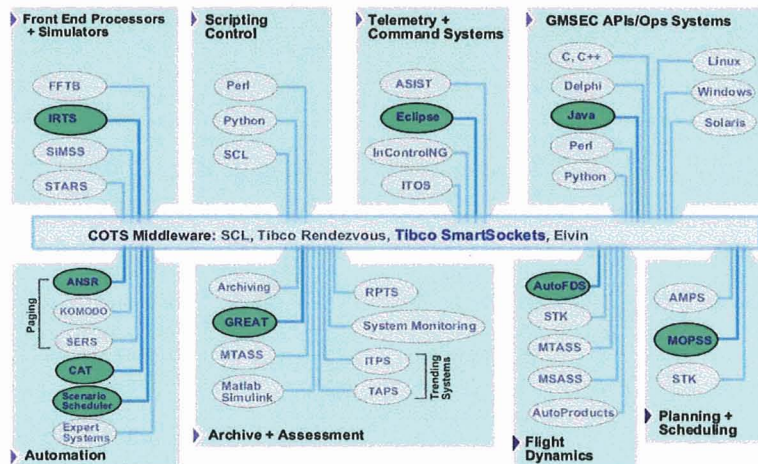 Front End Processors
+ Simulators
FFTB
IRTS
SIMSS
STARS
Scripting
Control
Perl
Python
SCL
Telemetry +
Command Systems
ASIST
Eclipse
InControlNG
ITOS
GMSEC APIs/Ops Systems
C, C++
Delphi
Java
Perl
Python
Linux
Windows
Solaris
COTS Middleware: SCL, Tibco Rendezvous, Tibco SmartSockets, Elvin
Paging
ANSR
KOMODO
SERS
CAT
Scenario
Scheduler
Expert
Systems
Automation
Archiving
GREAT
MTASS
Matlab
Simulink
RPTS
System Monitoring
ITPS
TAPS
Trending
Systems
Archive + Assessment
AutoFDS
STK
MTASS
MSASS
AutoProducts
Flight
Dynamics
AMPS
MOPSS
STK
Planning +
Scheduling